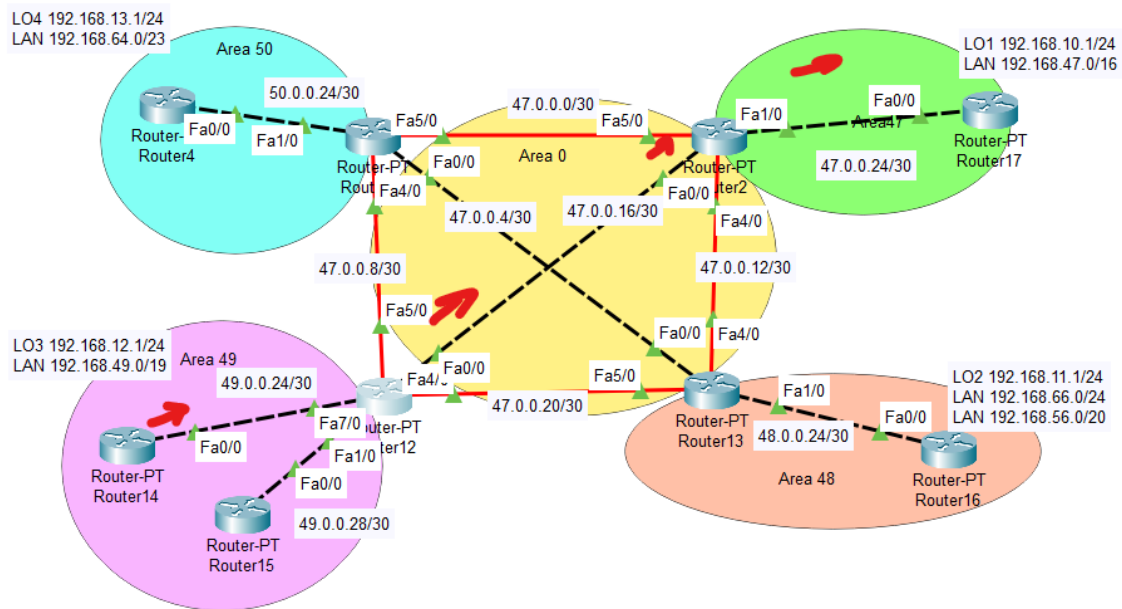 LO4 192.168.13.1/24
LAN 192.168.64.0/23
Area 50
50.0.0.24/30
Fa0/0
Fa1/0
Router-
Router4
Router-PT
Fa5/0
Fa4/0
Fa0/0
47.0.0.0/30
Fa5/0
Area 0
47.0.0.4/30
47.0.0.16/30
47.0.0.8/30
47.0.0.12/30
47.0.0.20/30
Router-PT
Fa1/0
Fa0/0
Fa4/0
LO1 192.168.10.1/24
LAN 192.168.47.0/16
Fa0/0
Area47
47.0.0.24/30
Router-PT
Router17
LO3 192.168.12.1/24
LAN 192.168.49.0/19
Area 49
49.0.0.24/30
Fa5/0
Fa0/0
Fa7/0
Fa1/0
Fa0/0
Router-PT
Router14
Fa0/0
49.0.0.28/30
Router-PT
Router15
Fa0/0
Fa4/0
Fa5/0
Router-PT
Router13
Fa1/0
48.0.0.24/30
Fa0/0
Area 48
Router-PT
Router16
LO2 192.168.11.1/24
LAN 192.168.66.0/24
LAN 192.168.56.0/20